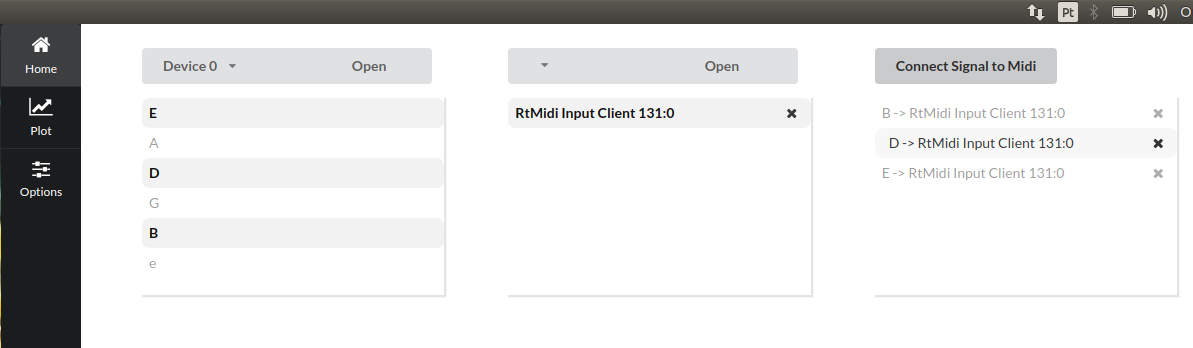 Pt
Home
Plot
Options
Device 0 Open
E
A
D
G
B
e
Open
RtMidi Input Client 131:0
Connect Signal to Midi
B -> RtMidi Input Client 131:0
D -> RtMidi Input Client 131:0
E -> RtMidi Input Client 131:0